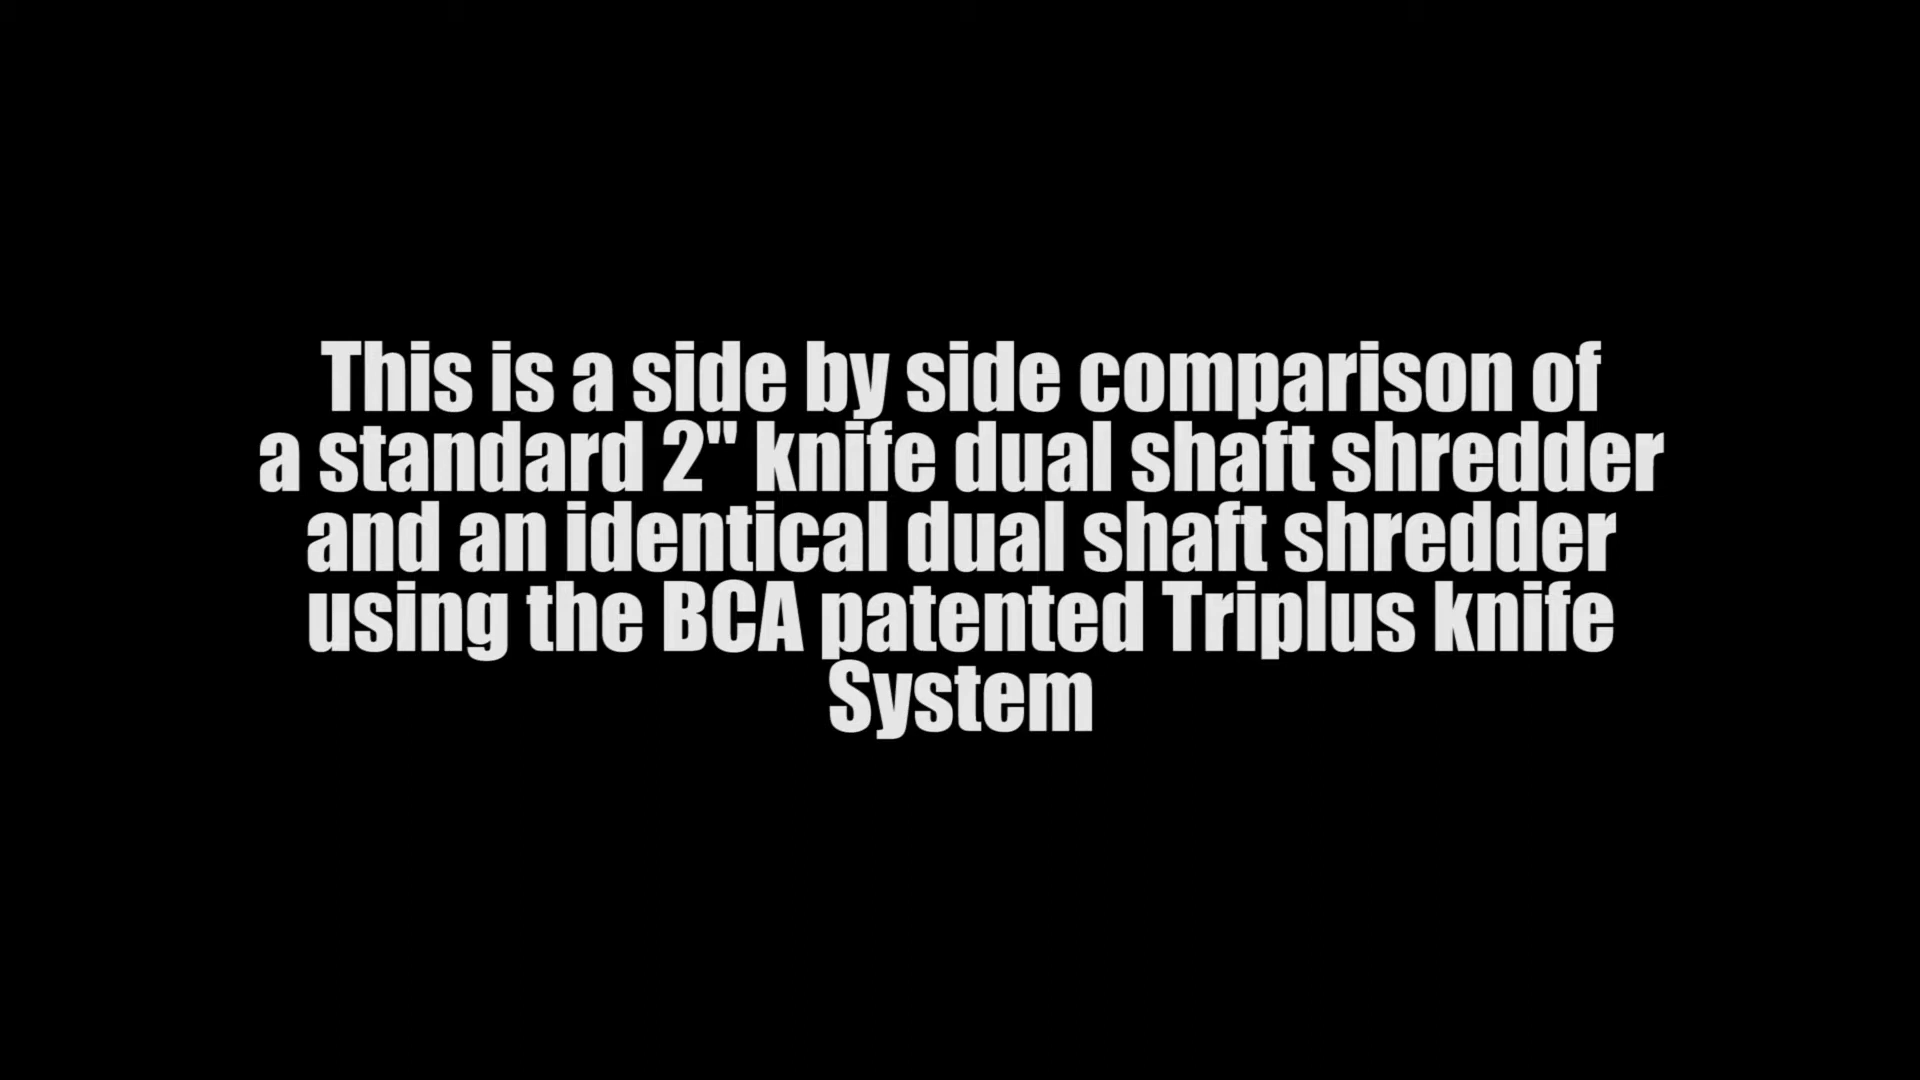 This is a side by side comparison of
a standard 2" knife dual shaft shredder
and an identical dual shaft shredder
using the BCA patented Triplus knife
System